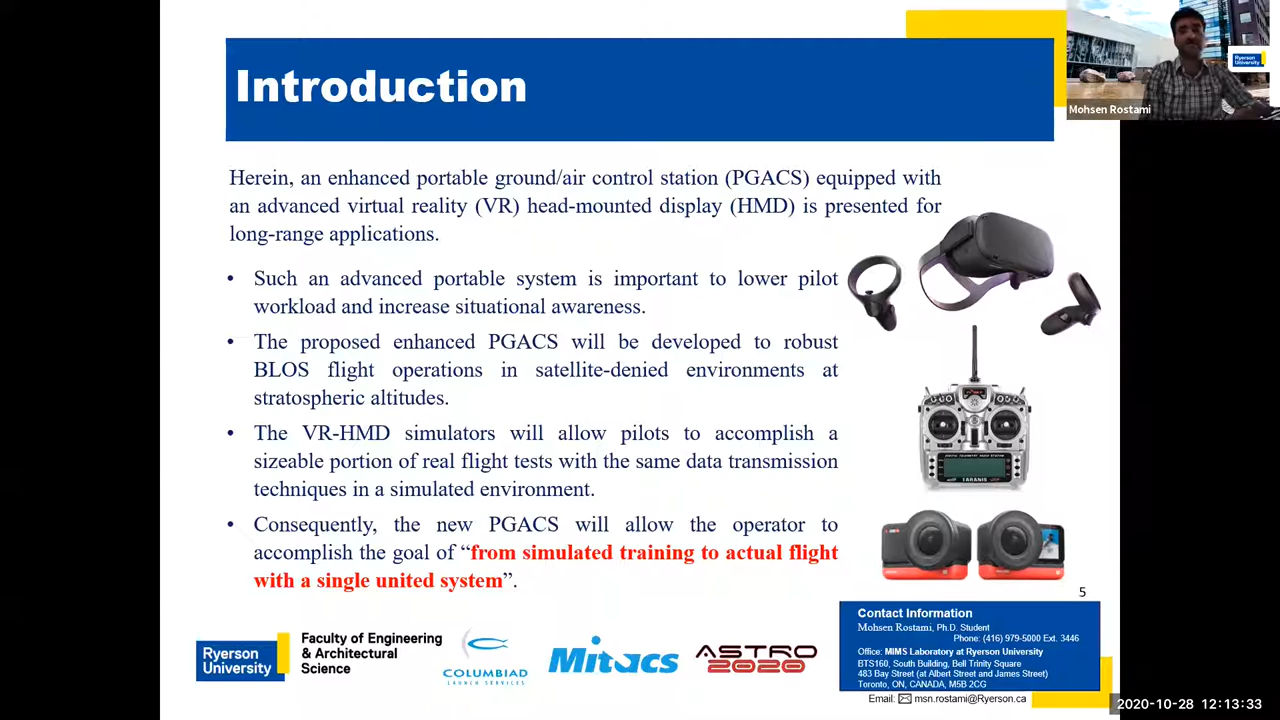 Introduction
Ryerson
University
Mohsen Rostami
Herein, an enhanced portable ground/air control station (PGACS) equipped with
an advanced virtual reality (VR) head-mounted display (HMD) is presented for
long-range applications.
• Such an advanced portable system is important to lower pilot
workload and increase situational awareness.
• The proposed enhanced PGACS will be developed to robust
BLOS flight operations in satellite-denied environments at
stratospheric altitudes.
• The VR-HMD simulators will allow pilots to accomplish a
sizeable portion of real flight tests with the same data transmission
techniques in a simulated environment.
• Consequently, the new PGACS will allow the operator to
accomplish the goal of “from simulated training to actual flight
with a single united system”.
TARANIS
5
Ryerson
University
Faculty of Engineering
& Architectural
Science
COLUMBIAD
LAUNCH SERVICES
Mitacs
ASTRO
2020
Contact Information
Mohsen Rostami, Ph.D. Student
Phone: (416) 979-5000 Ext. 3446
Office: MIMS Laboratory at Ryerson University
BTS160, South Building, Bell Trinity Square
483 Bay Street (at Albert Street and James Street)
Toronto, ON, CANADA, M5B 2CG
Email: msn.rostami@Ryerson.ca
2020-10-28 12:13:33